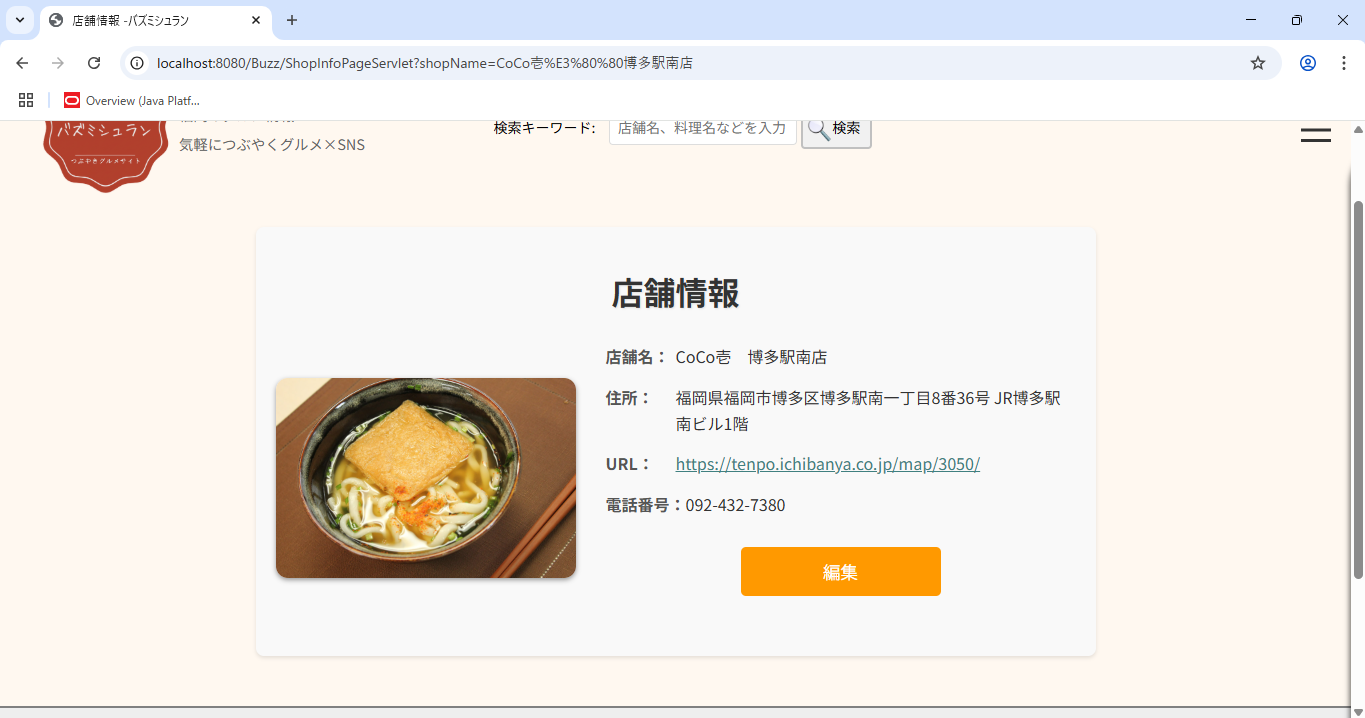 店舗情報 -バズミシュラン
localhost:8080/Buzz/ShopInfoPageServlet?shopName=CoCo壱%E3%80%80博多駅南店
Overview (Java Platf...
バズミシュラン
つぶやきグルメサイト
気軽につぶやくグルメ×SNS
検索キーワード:
店舗名、料理名などを入力
検索
店舗情報
店舗名： CoCo壱　博多駅南店
住所： 福岡県福岡市博多区博多駅南一丁目8番36号 JR博多駅
南ビル1階
URL： https://tenpo.ichibanya.co.jp/map/3050/
電話番号：092-432-7380
編集